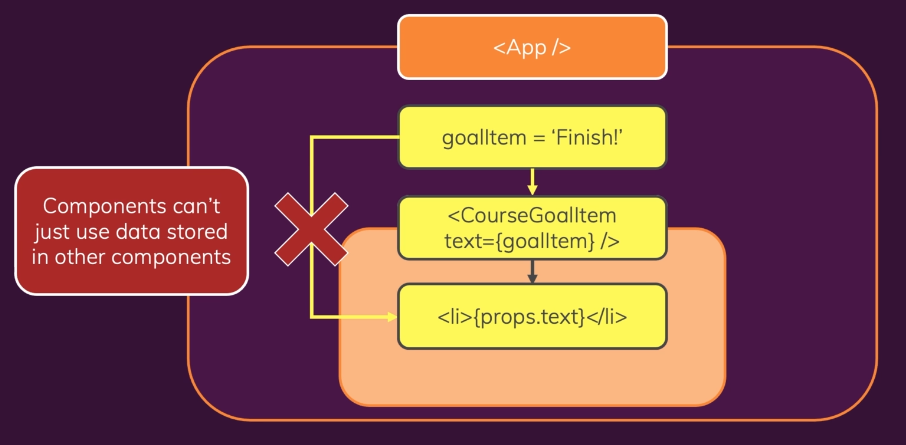 <App />
goalItem = ‘Finish!’
Components can’t
just use data stored
in other components
<CourseGoalItem
text={goalItem} />
<li>{props.text}</li>